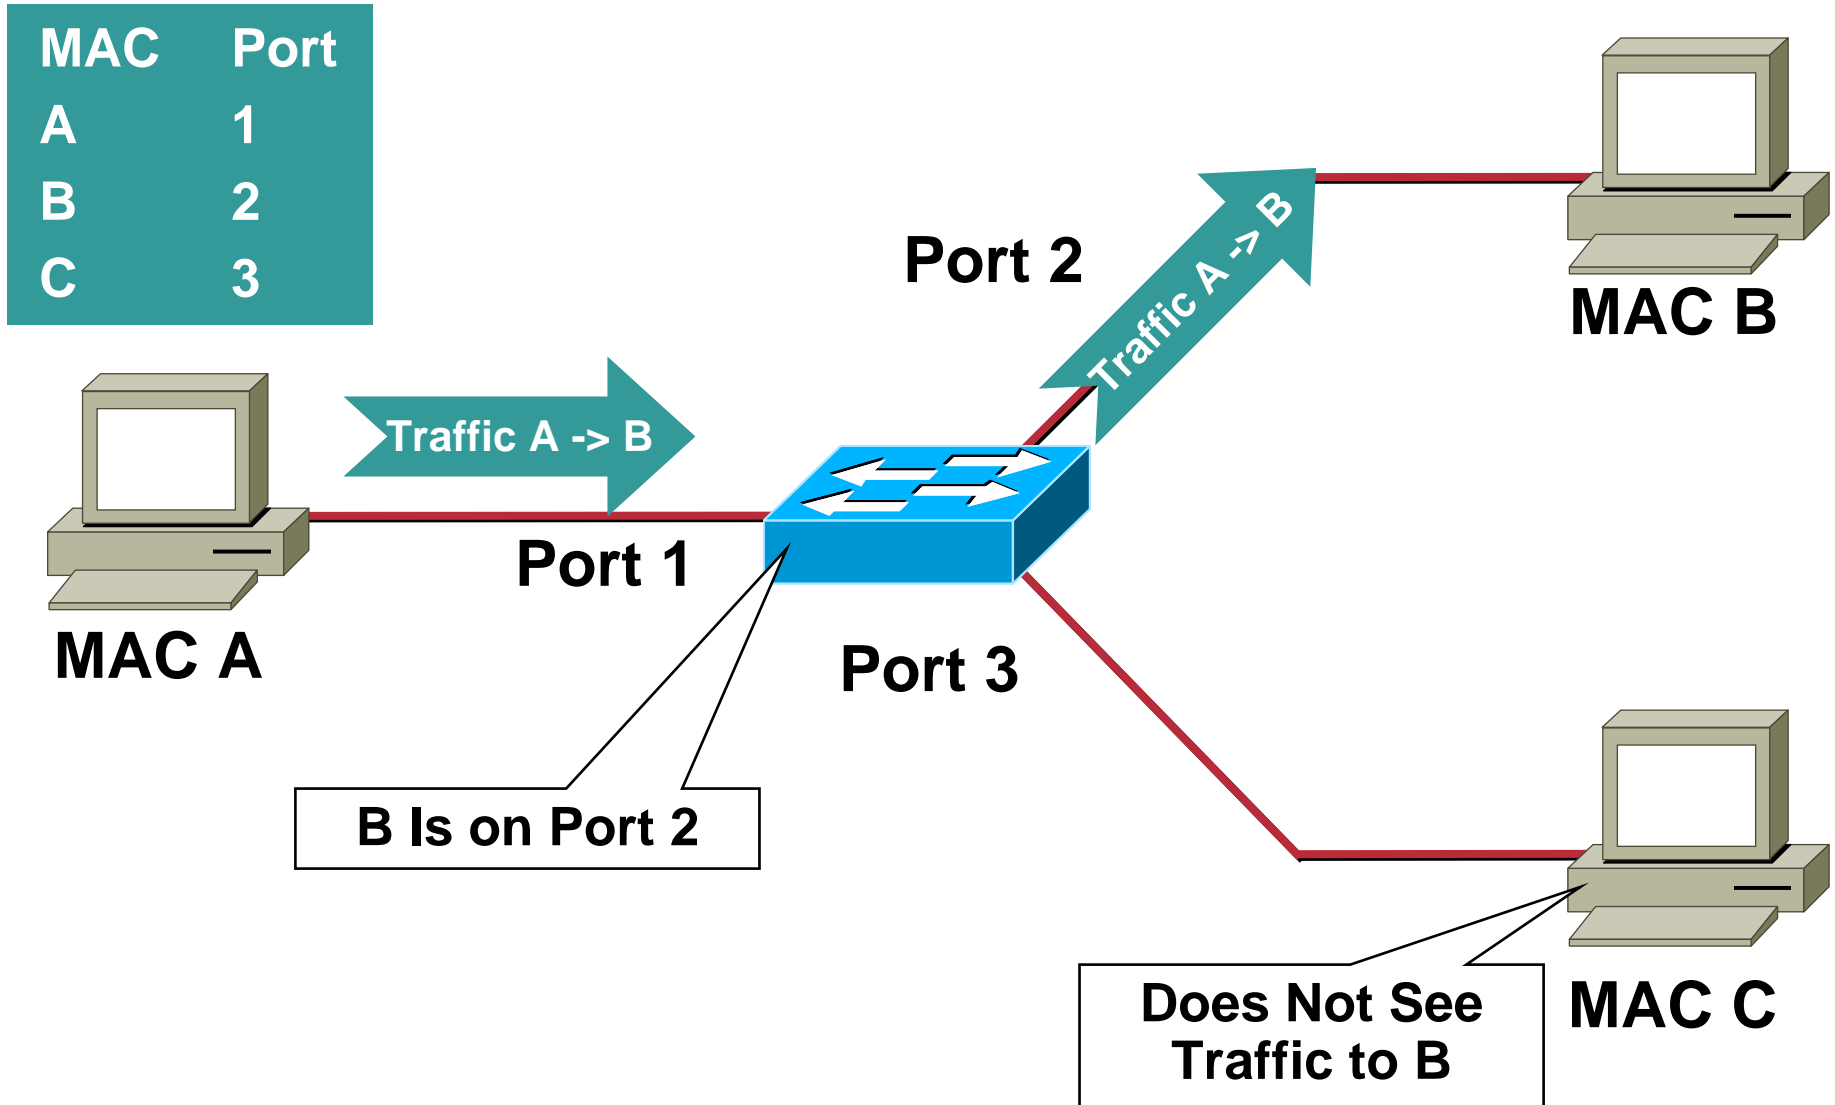 MAC Port
A 1
B 2
C 3
Traffic A -> B
Traffic A -> B
Port 2
MAC B
Port 1
MAC A
Port 3
B Is on Port 2
Does Not See
Traffic to B
MAC C